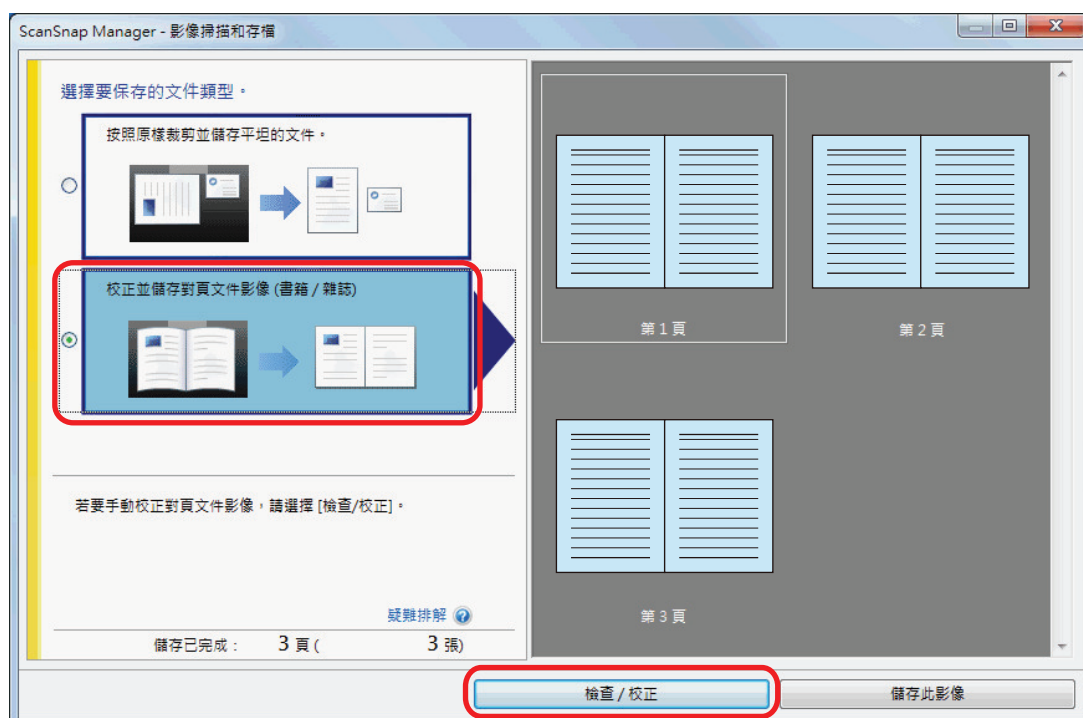 ScanSnap Manager - 影像掃描和存檔
選擇要保存的文件類型。
按照原樣裁剪並儲存平坦的文件。
校正並儲存對頁文件影像 (書籍 / 雜誌)
若要手動校正對頁文件影像，請選擇 [檢查/校正]。
疑難排解
儲存已完成 : 3 頁 ( 3 張)
第 1 頁
第 2 頁
第 3 頁
檢查 / 校正
儲存此影像